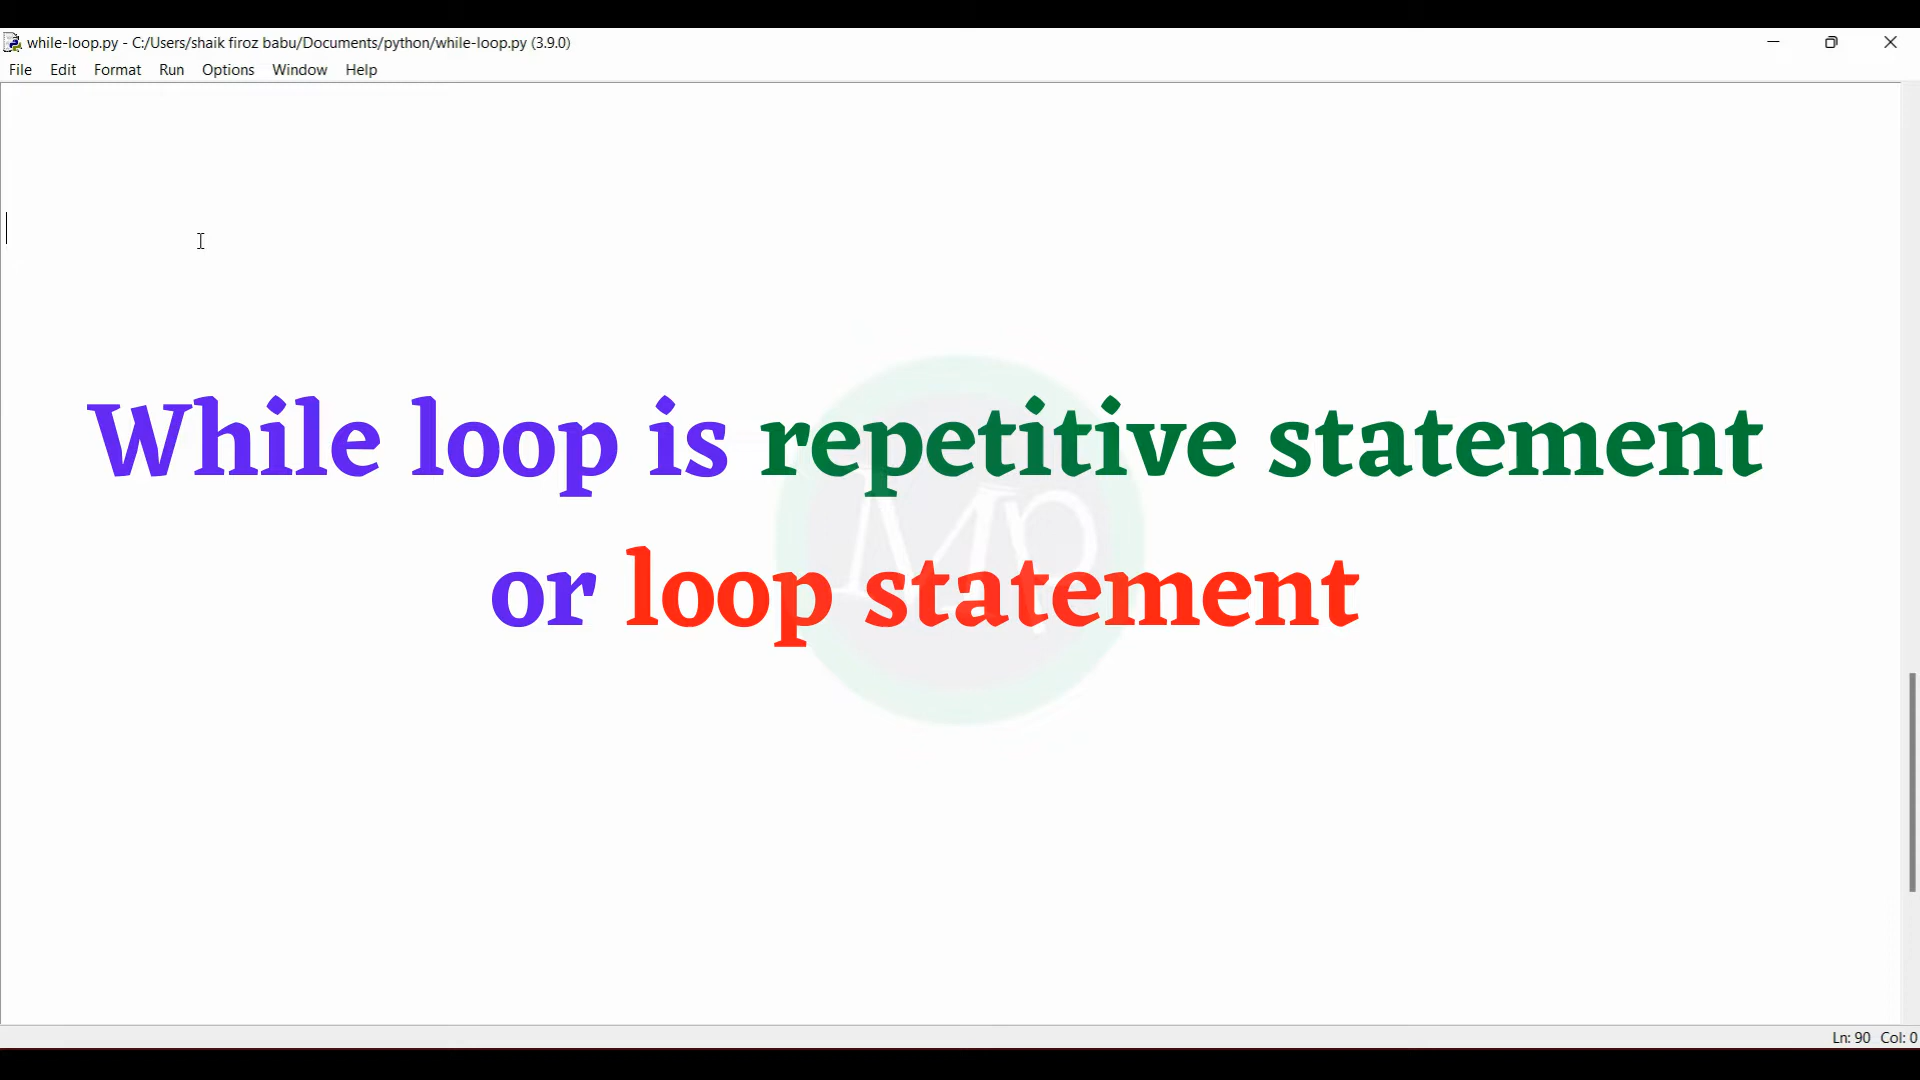 while-loop.py - C:/Users/shaik firoz babu/Documents/python/while-loop.py (3.9.0)
File Edit Format Run Options Window Help
While loop is repetitive statement
or loop statement
Mp
Ln: 90 Col: 0